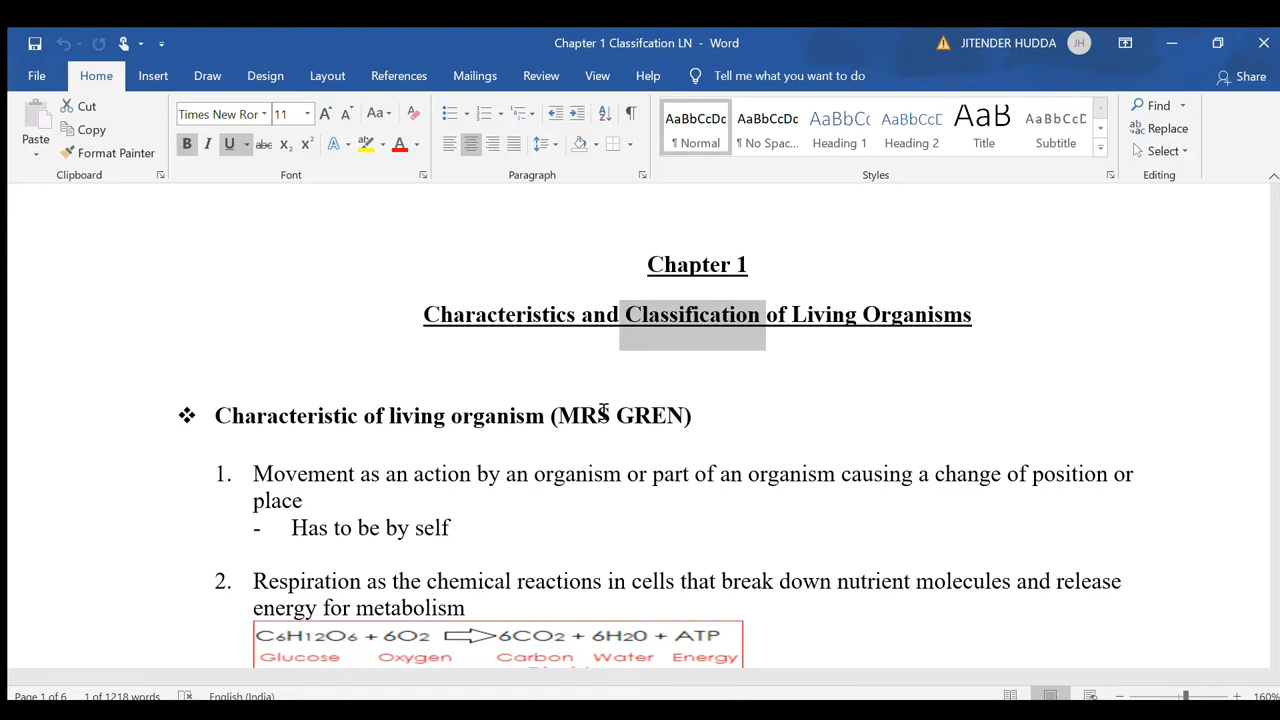 Chapter 1 Classifcation LN - Word
JITENDER HUDDA JH
File Home Insert Draw Design Layout References Mailings Review View Help Tell me what you want to do Share
Paste
Cut
Copy
Format Painter
Clipboard
Times New Ror 11
Font
Paragraph
AaBbCcDc AaBbCcDc AaBbCc AaBbCcD AaB AaBbCcD
¶ Normal ¶ No Spac... Heading 1 Heading 2 Title Subtitle
Styles
Find
Replace
Select
Editing
Chapter 1
Characteristics and Classification of Living Organisms
❖ Characteristic of living organism (MRS GREN)
1. Movement as an action by an organism or part of an organism causing a change of position or
place
- Has to be by self
2. Respiration as the chemical reactions in cells that break down nutrient molecules and release
energy for metabolism
C6H12O6 + 6O2 ⇨ 6CO2 + 6H20 + ATP
Glucose Oxygen Carbon Water Energy
Page 1 of 6 1 of 1218 words English (India) 160%